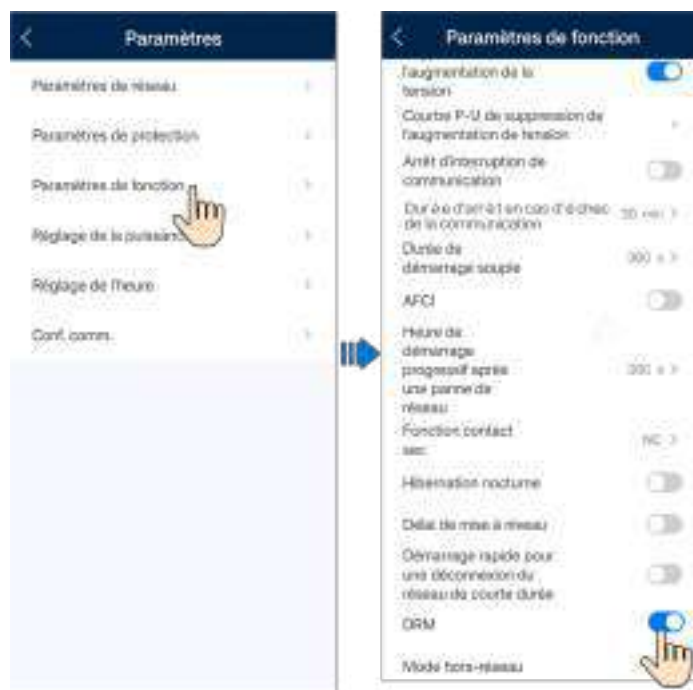 Paramètres
Paramètres de réseau
Paramètres de protection
Paramètres de fonction
Réglage de la puissance
Réglage de l'heure
Conf. comm.
Paramètres de fonction
l'augmentation de la
tension
Courbe P-U de suppression de
l'augmentation de tension
Arrêt d'interruption de
communication
Durée d'arrêt en cas d'échec
de la communication
30 min
Durée de
démarrage souple
s
AFCI
Heure de
démarrage
progressif après
une panne de
réseau
s
Fonction contact
sec
NC
Hibernation nocturne
Délai de mise à niveau
Démarrage rapide pour
une déconnexion du
réseau de courte durée
DRM
Mode hors-réseau